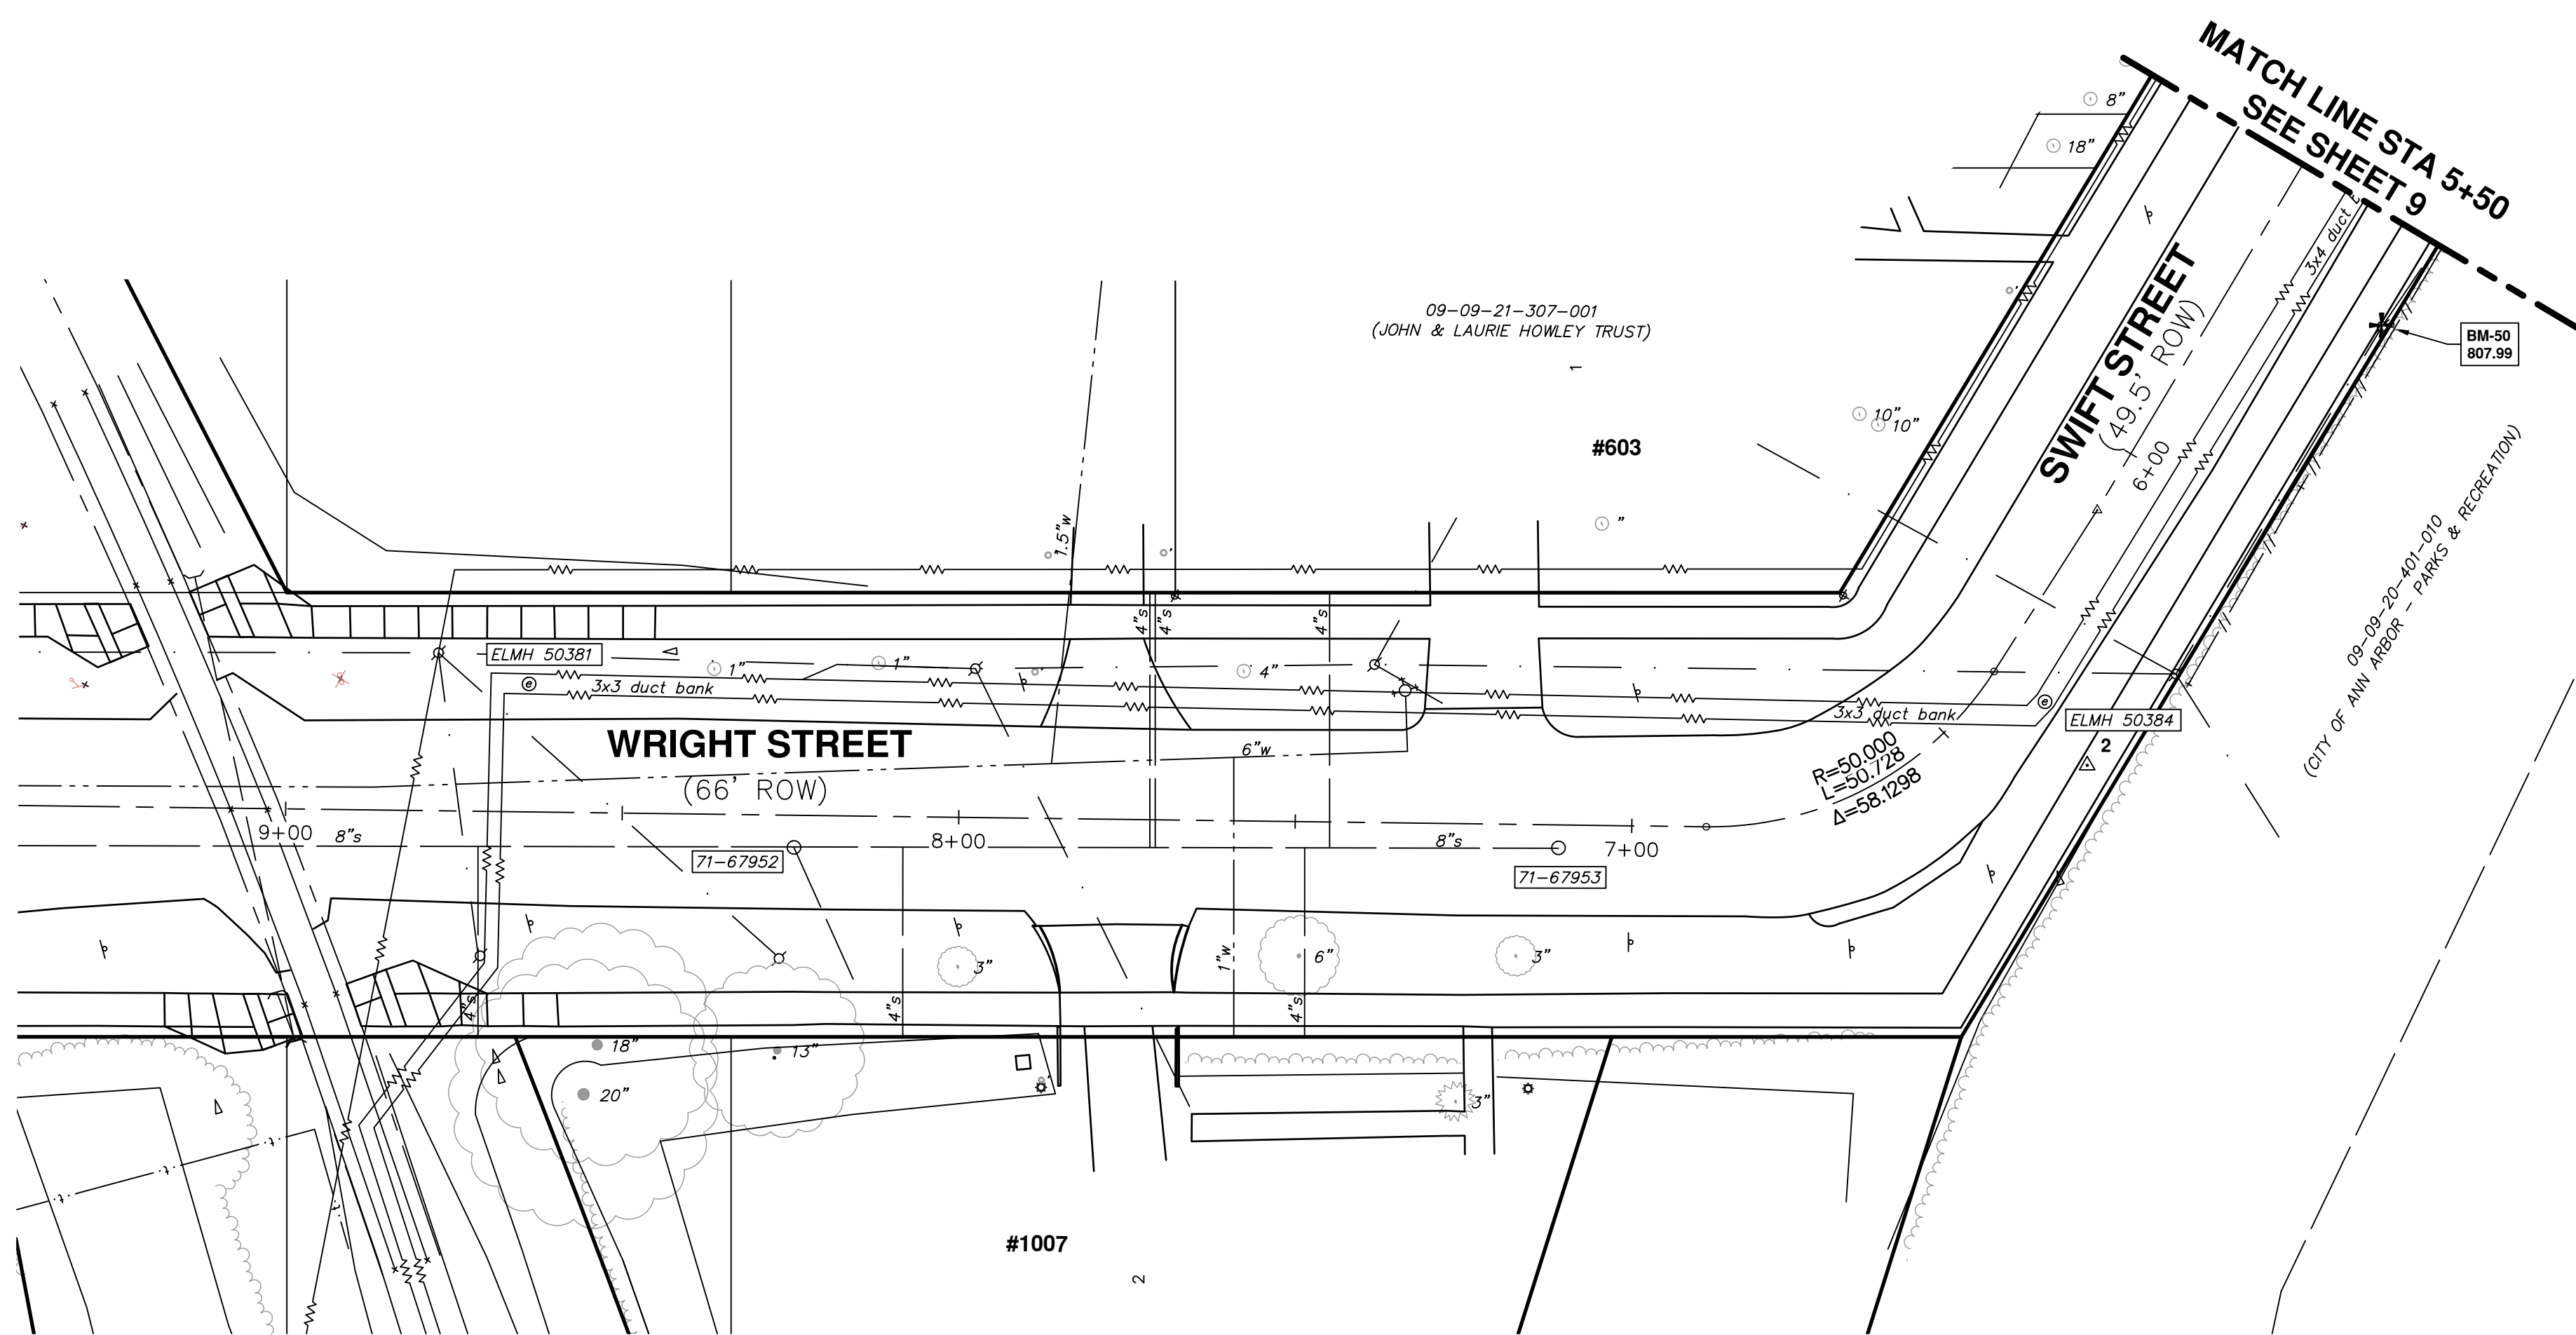 MATCH LINE STA 5+50
SEE SHEET 9
8"
18"
3x4 duct
SWIFT STREET
(49.5' ROW)
6+00
BM-50
807.99
09-09-21-307-001
(JOHN & LAURIE HOWLEY TRUST)
1
#603
10"
10"
"
09-09-20-401-010
(CITY OF ANN ARBOR - PARKS & RECREATION)
1.5"w
4"s
4"s
4"s
ELMH 50381
1"
1"
4"
e
3x3 duct bank
3x3 duct bank
e
ELMH 50384
2
WRIGHT STREET
(66' ROW)
6"w
R=50.000
L=50.728
Δ=58.1298
9+00
8"s
8+00
8"s
7+00
71-67952
71-67953
3"
1"w
6"
3"
4"s
4"s
4"s
18"
13"
20"
3"
#1007
2